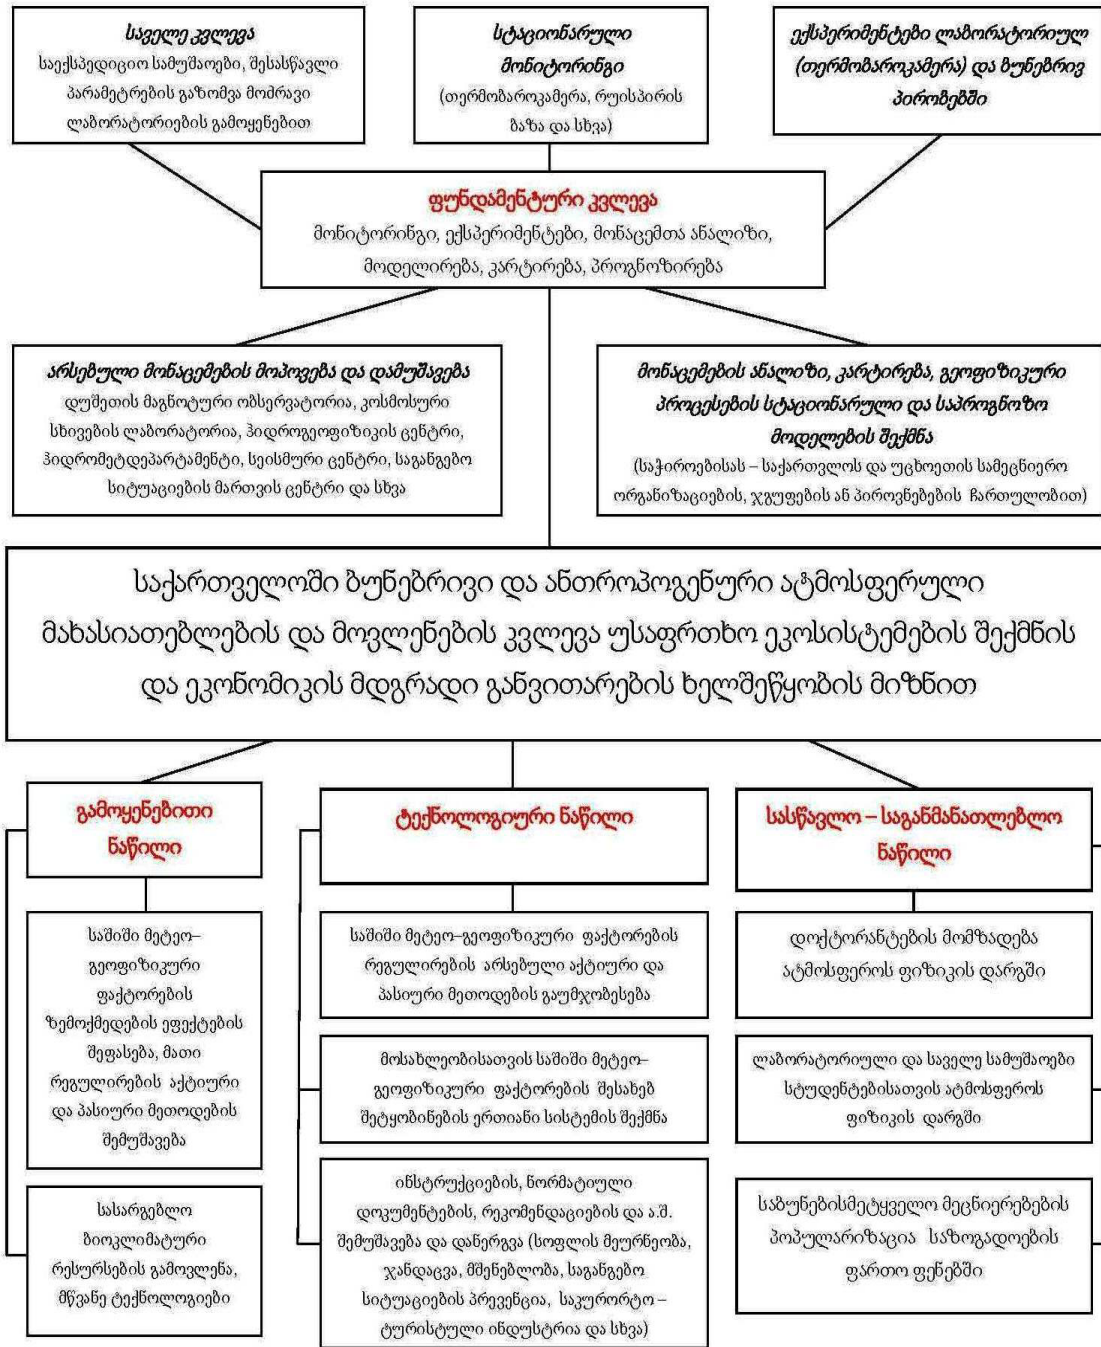 საველე კვლევა
საექსპედიციო სამუშაოები, შესასწავლი
პარამეტრების გაზომვა მოძრავი
ლაბორატორიების გამოყენებით
სტაციონარული
მონიტორინგი
(თერმობაროკამერა, რუისპირის
ბაზა და სხვა)
ექსპერიმენტები ლაბორატორიულ
(თერმობაროკამერა) და ბუნებრივ
პირობებში
ფუნდამენტური კვლევა
მონიტორინგი, ექსპერიმენტები, მონაცემთა ანალიზი,
მოდელირება, კარტირება, პროგნოზირება
არსებული მონაცემების მოპოვება და დამუშავება
დუშეთის მაგნოტური ობსერვატორია, კოსმოსური
სხივების ლაბორატორია, ჰიდროგეოფიზიკის ცენტრი,
ჰიდრომეტდეპარტამენტი, სეისმური ცენტრი, საგანგებო
სიტუაციების მართვის ცენტრი და სხვა
მონაცემების ანალიზი, კარტირება, გეოფიზიკური
პროცესების სტაციონარული და საპროგნოზო
მოდელების შექმნა
(საჭიროებისას – საქართვლოს და უცხოეთის სამეცნიერო
ორგანიზაციების, ჯგუფების ან პიროვნებების ჩართულობით)
საქართველოში ბუნებრივი და ანთროპოგენური ატმოსფერული
მახასიათებლების და მოვლენების კვლევა უსაფრთხო ეკოსისტემების შექმნის
და ეკონომიკის მდგრადი განვითარების ხელშეწყობის მიზნით
გამოყენებითი
ნაწილი
საშიში მეტეო–
გეოფიზიკური
ფაქტორების
ზემოქმედების ეფექტების
შეფასება, მათი
რეგულირების აქტიური
და პასიური მეთოდების
შემუშავება
სასარგებლო
ბიოკლიმატური
რესურსების გამოვლენა,
მწვანე ტექნოლოგიები
ტექნოლოგიური ნაწილი
საშიში მეტეო–გეოფიზიკური ფაქტორების
რეგულირების არსებული აქტიური და
პასიური მეთოდების გაუმჯობესება
მოსახლეობისათვის საშიში მეტეო–
გეოფიზიკური ფაქტორების შესახებ
შეტყობინების ერთიანი სისტემის შექმნა
ინსტრუქციების, ნორმატიული
დოკუმენტების, რეკომენდაციების და ა.შ.
შემუშავება და დანერგვა (სოფლის მეურნეობა,
ჯანდაცვა, მშენებლობა, საგანგებო
სიტუაციების პრევენცია, საკურორტო –
ტურისტული ინდუსტრია და სხვა)
სასწავლო – საგანმანათლებლო
ნაწილი
დოქტორანტების მომზადება
ატმოსფეროს ფიზიკის დარგში
ლაბორატორიული და საველე სამუშაოები
სტუდენტებისათვის ატმოსფეროს
ფიზიკის დარგში
საბუნებისმეტყველო მეცნიერებების
პოპულარიზაცია საზოგადოების
ფართო ფენებში